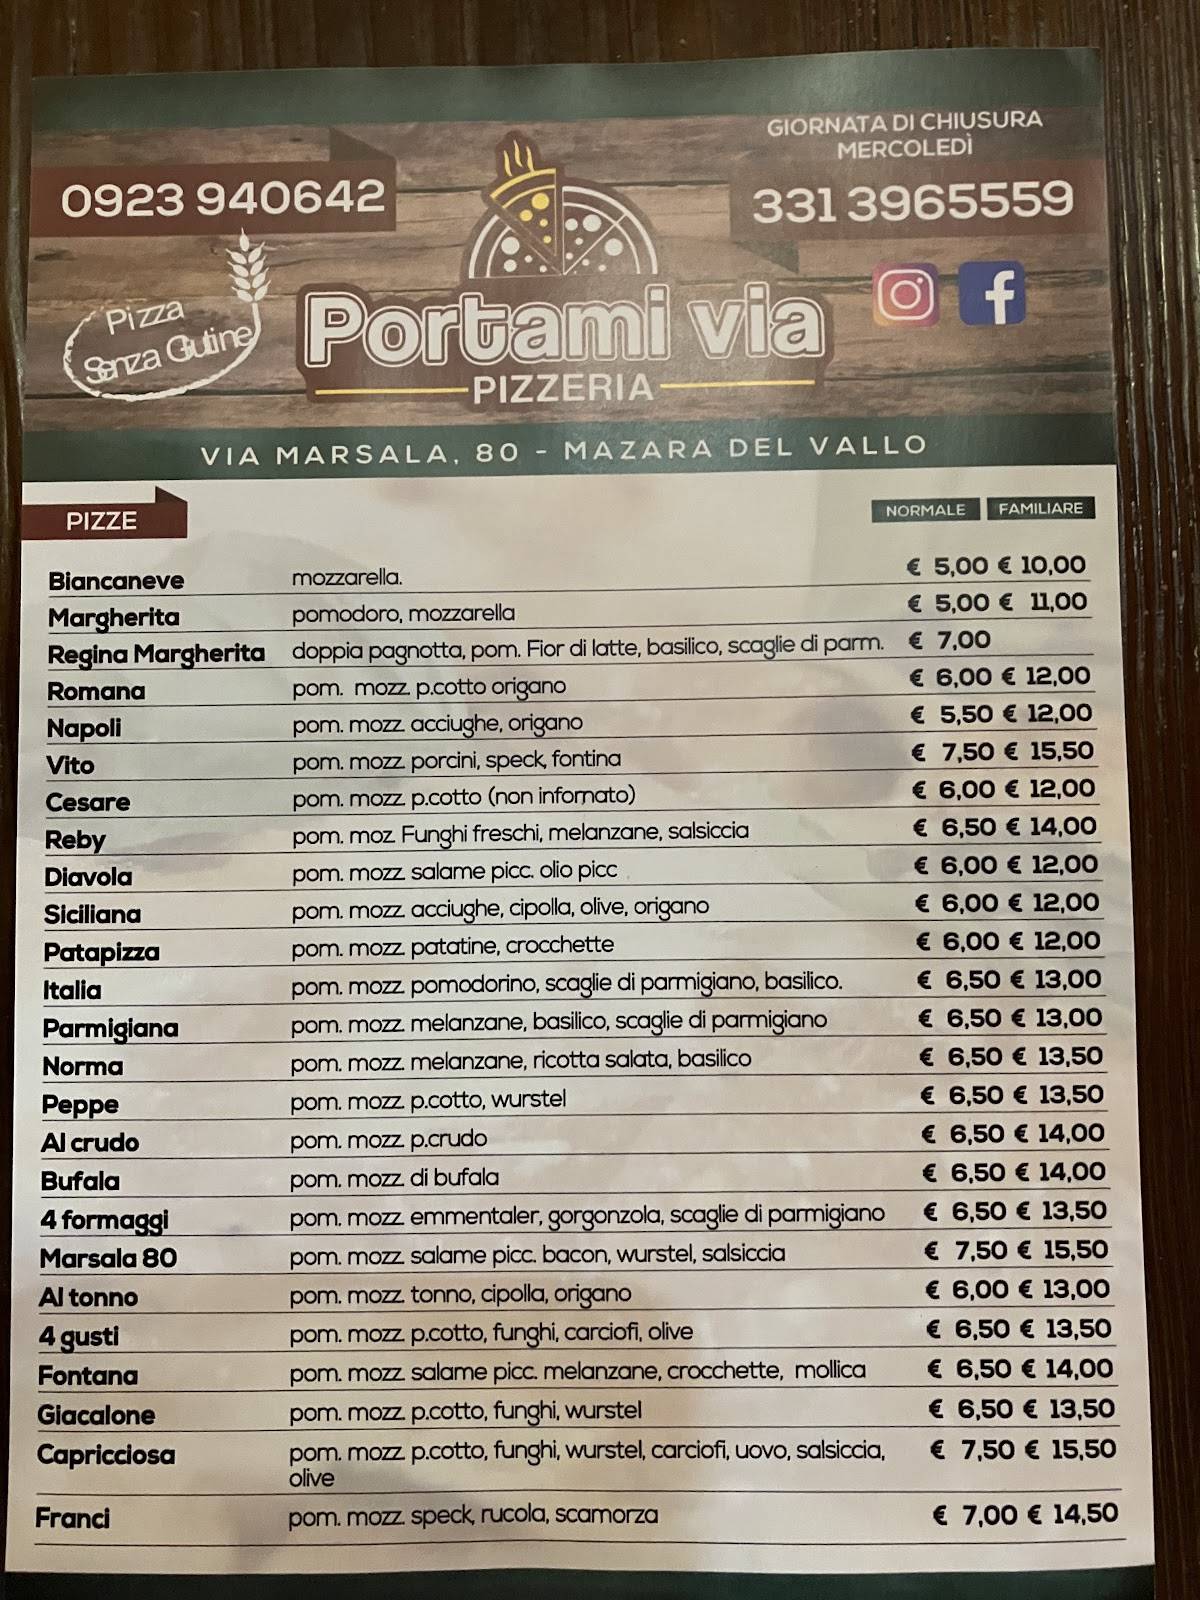 GIORNATA DI CHIUSURA
MERCOLEDÌ
0923 940642
331 3965559
Pizza
Senza Glutine
Portami via
PIZZERIA
VIA MARSALA, 80 - MAZARA DEL VALLO
PIZZE NORMALE FAMILIARE
Biancaneve mozzarella. € 5,00 € 10,00
Margherita pomodoro, mozzarella € 5,00 € 11,00
Regina Margherita doppia pagnotta, pom. Fior di latte, basilico, scaglie di parm. € 7,00
Romana pom. mozz. p.cotto origano € 6,00 € 12,00
Napoli pom. mozz. acciughe, origano € 5,50 € 12,00
Vito pom. mozz. porcini, speck, fontina € 7,50 € 15,50
Cesare pom. mozz. p.cotto (non infornato) € 6,00 € 12,00
Reby pom. moz. Funghi freschi, melanzane, salsiccia € 6,50 € 14,00
Diavola pom. mozz. salame picc. olio picc € 6,00 € 12,00
Siciliana pom. mozz. acciughe, cipolla, olive, origano € 6,00 € 12,00
Patapizza pom. mozz. patatine, crocchette € 6,00 € 12,00
Italia pom. mozz. pomodorino, scaglie di parmigiano, basilico. € 6,50 € 13,00
Parmigiana pom. mozz. melanzane, basilico, scaglie di parmigiano € 6,50 € 13,00
Norma pom. mozz. melanzane, ricotta salata, basilico € 6,50 € 13,50
Peppe pom. mozz. p.cotto, wurstel € 6,50 € 13,50
Al crudo pom. mozz. p.crudo € 6,50 € 14,00
Bufala pom. mozz. di bufala € 6,50 € 14,00
4 formaggi pom. mozz. emmentaler, gorgonzola, scaglie di parmigiano € 6,50 € 13,50
Marsala 80 pom. mozz. salame picc. bacon, wurstel, salsiccia € 7,50 € 15,50
Al tonno pom. mozz. tonno, cipolla, origano € 6,00 € 13,00
4 gusti pom. mozz. p.cotto, funghi, carciofi, olive € 6,50 € 13,50
Fontana pom. mozz. salame picc. melanzane, crocchette, mollica € 6,50 € 14,00
Giacalone pom. mozz. p.cotto, funghi, wurstel € 6,50 € 13,50
Capricciosa pom. mozz. p.cotto, funghi, wurstel, carciofi, uovo, salsiccia, € 7,50 € 15,50
olive
Franci pom. mozz. speck, rucola, scamorza € 7,00 € 14,50